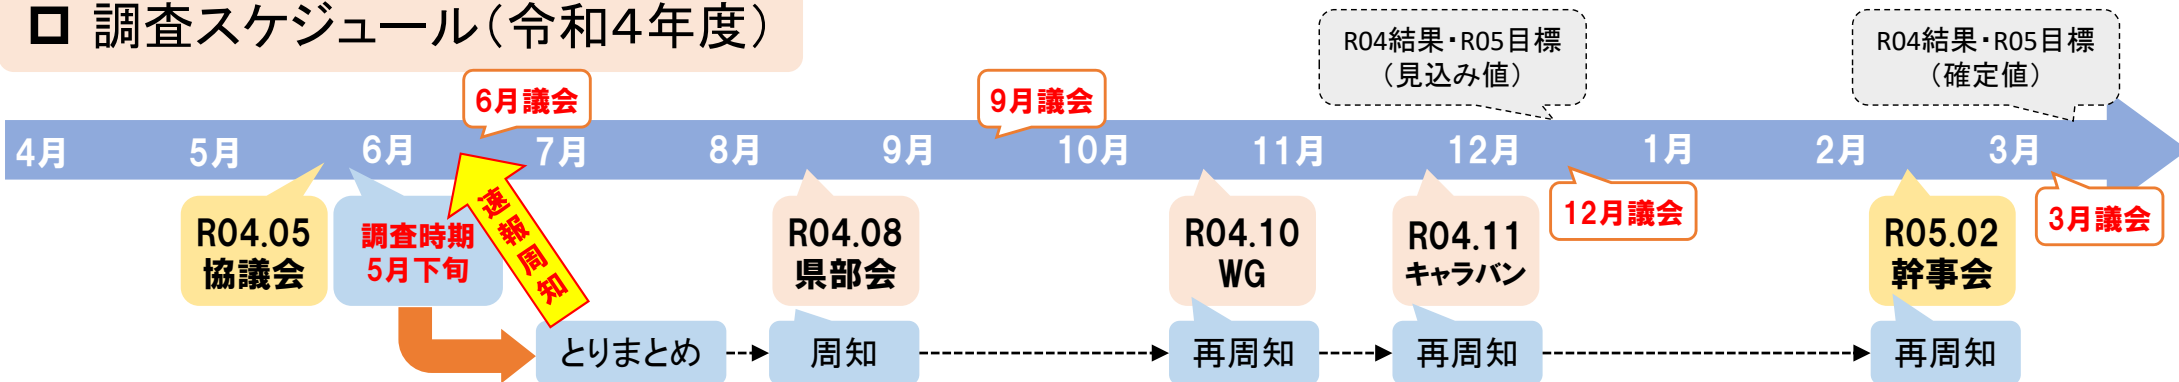 □ 調査スケジュール（令和４年度）
R04結果・R05目標
（見込み値）
R04結果・R05目標
（確定値）
6月議会
9月議会
4月 5月 6月 7月 8月 9月 10月 11月 12月 1月 2月 3月
R04.05
協議会
調査時期
5月下旬
速報周知
R04.08
県部会
R04.10
WG
R04.11
キャラバン
12月議会
R05.02
幹事会
3月議会
とりまとめ
周知
再周知
再周知
再周知